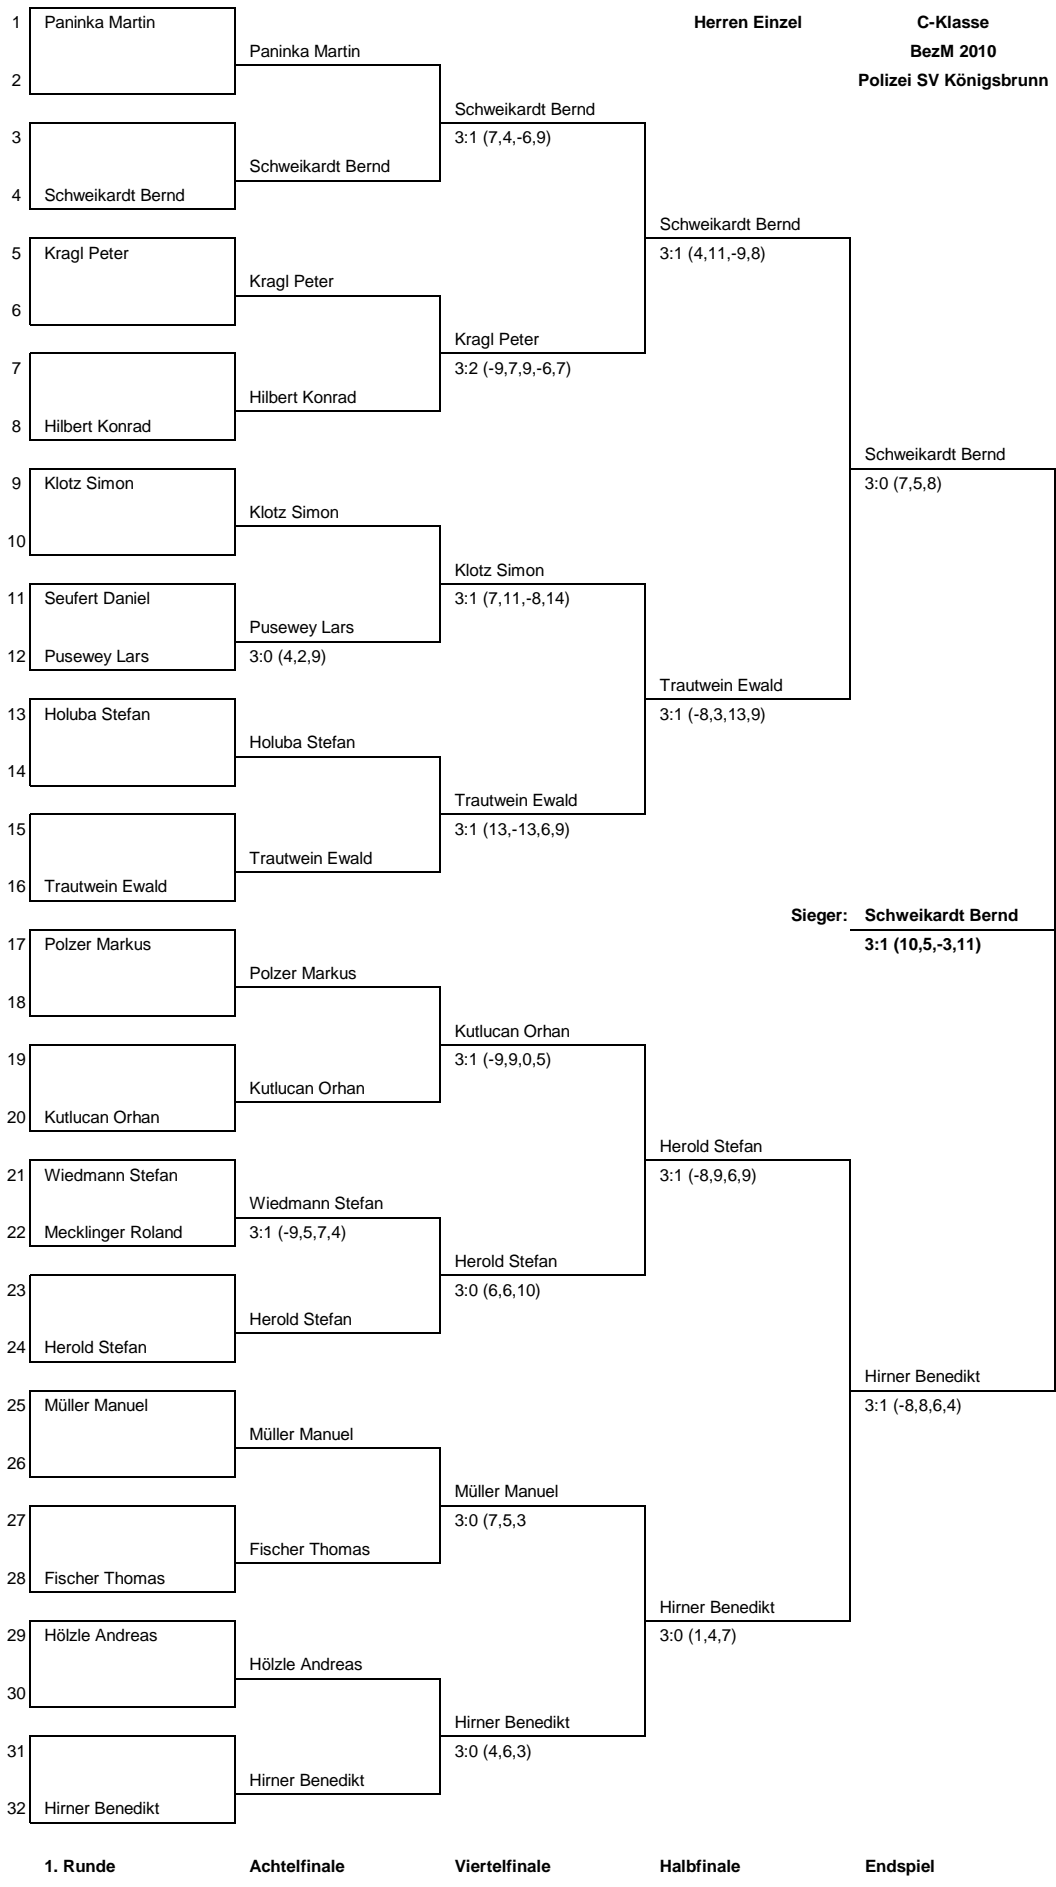 Herren Einzel C-Klasse
BezM 2010
Polizei SV Königsbrunn
1 Paninka Martin
Paninka Martin
2
Schweikardt Bernd
3 3:1 (7,4,-6,9)
Schweikardt Bernd
4 Schweikardt Bernd
Schweikardt Bernd
5 Kragl Peter 3:1 (4,11,-9,8)
Kragl Peter
6
Kragl Peter
7 3:2 (-9,7,9,-6,7)
Hilbert Konrad
8 Hilbert Konrad
Schweikardt Bernd
9 Klotz Simon 3:0 (7,5,8)
Klotz Simon
10
Klotz Simon
11 Seufert Daniel 3:1 (7,11,-8,14)
Pusewey Lars
12 Pusewey Lars 3:0 (4,2,9)
Trautwein Ewald
13 Holuba Stefan 3:1 (-8,3,13,9)
Holuba Stefan
14
Trautwein Ewald
15 3:1 (13,-13,6,9)
Trautwein Ewald
16 Trautwein Ewald
Sieger: Schweikardt Bernd
17 Polzer Markus 3:1 (10,5,-3,11)
Polzer Markus
18
Kutlucan Orhan
19 3:1 (-9,9,0,5)
Kutlucan Orhan
20 Kutlucan Orhan
Herold Stefan
21 Wiedmann Stefan 3:1 (-8,9,6,9)
Wiedmann Stefan
22 Mecklinger Roland 3:1 (-9,5,7,4)
Herold Stefan
23 3:0 (6,6,10)
Herold Stefan
24 Herold Stefan
Hirner Benedikt
25 Müller Manuel 3:1 (-8,8,6,4)
Müller Manuel
26
Müller Manuel
27 3:0 (7,5,3
Fischer Thomas
28 Fischer Thomas
Hirner Benedikt
29 Hölzle Andreas 3:0 (1,4,7)
Hölzle Andreas
30
Hirner Benedikt
31 3:0 (4,6,3)
Hirner Benedikt
32 Hirner Benedikt
1. Runde Achtelfinale Viertelfinale Halbfinale Endspiel